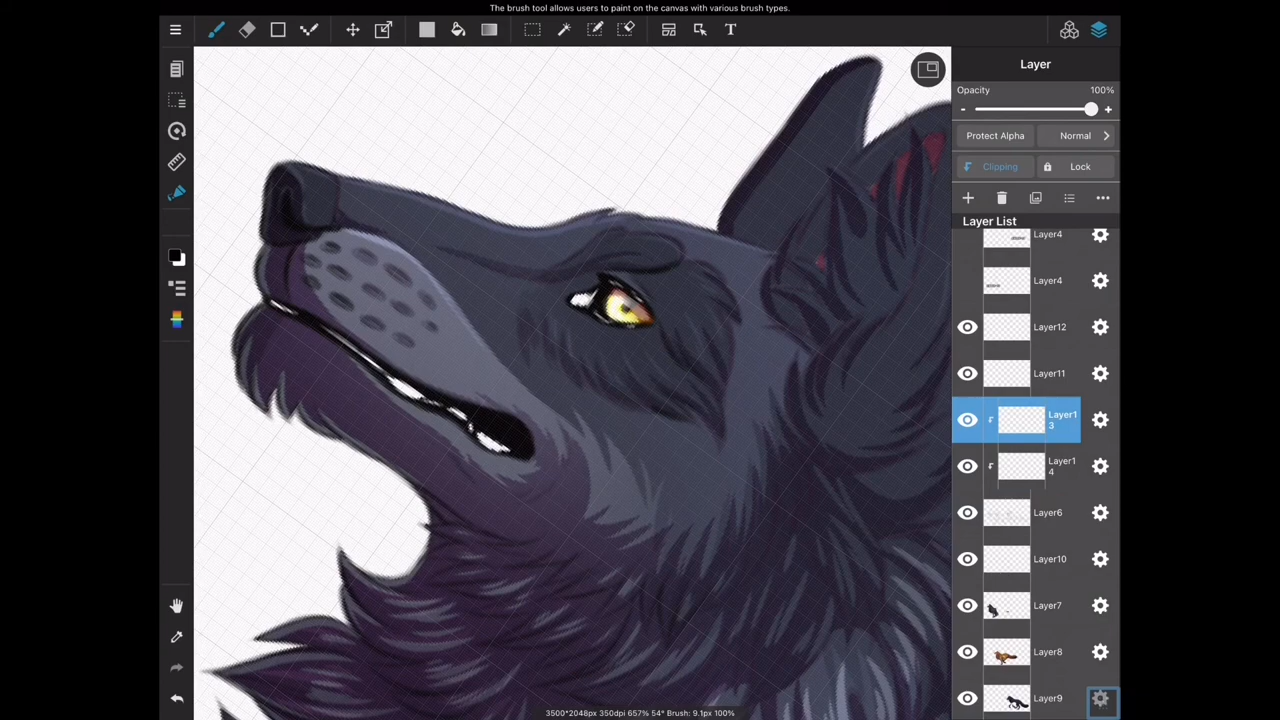 The brush tool allows users to paint on the canvas with various brush types.
T
Layer
Opacity 100%
- +
Protect Alpha Normal
Clipping Lock
Layer List
Layer4
Layer4
Layer12
Layer11
Layer1
3
Layer1
4
Layer6
Layer10
Layer7
Layer8
Layer9
3500*2048px 350dpi 657% 54° Brush: 9.1px 100%